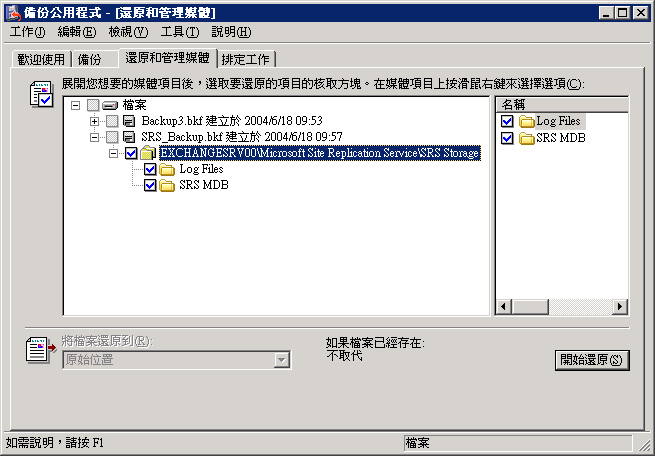 備份公用程式 - [還原和管理媒體]
工作(J) 編輯(E) 檢視(V) 工具(T) 說明(H)
歡迎使用 備份 還原和管理媒體 排定工作
展開您想要的媒體項目後，選取要還原的項目的核取方塊。在媒體項目上按滑鼠右鍵來選擇選項(C):
檔案
Backup3.bkf 建立於 2004/6/18 09:53
SRS_Backup.bkf 建立於 2004/6/18 09:57
EXCHANGESRV00\Microsoft Site Replication Service\SRS Storage
Log Files
SRS MDB
名稱
Log Files
SRS MDB
將檔案還原到(R):
原始位置
如果檔案已經存在:
不取代
開始還原(S)
如需說明，請按 F1
檔案